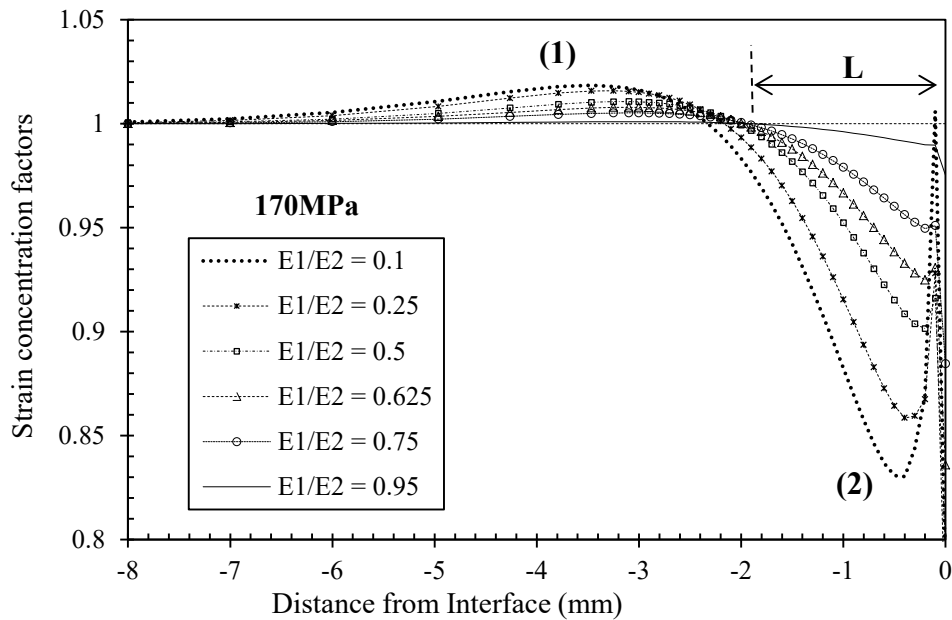 1.05
(1)
L
1
170MPa
E1/E2 = 0.1
0.95
E1/E2 = 0.25
E1/E2 = 0.5
0.9
E1/E2 = 0.625
E1/E2 = 0.75
0.85
E1/E2 = 0.95
(2)
0.8
-8 -7 -6 -5 -4 -3 -2 -1 0
Distance from Interface (mm)
Strain concentration factors